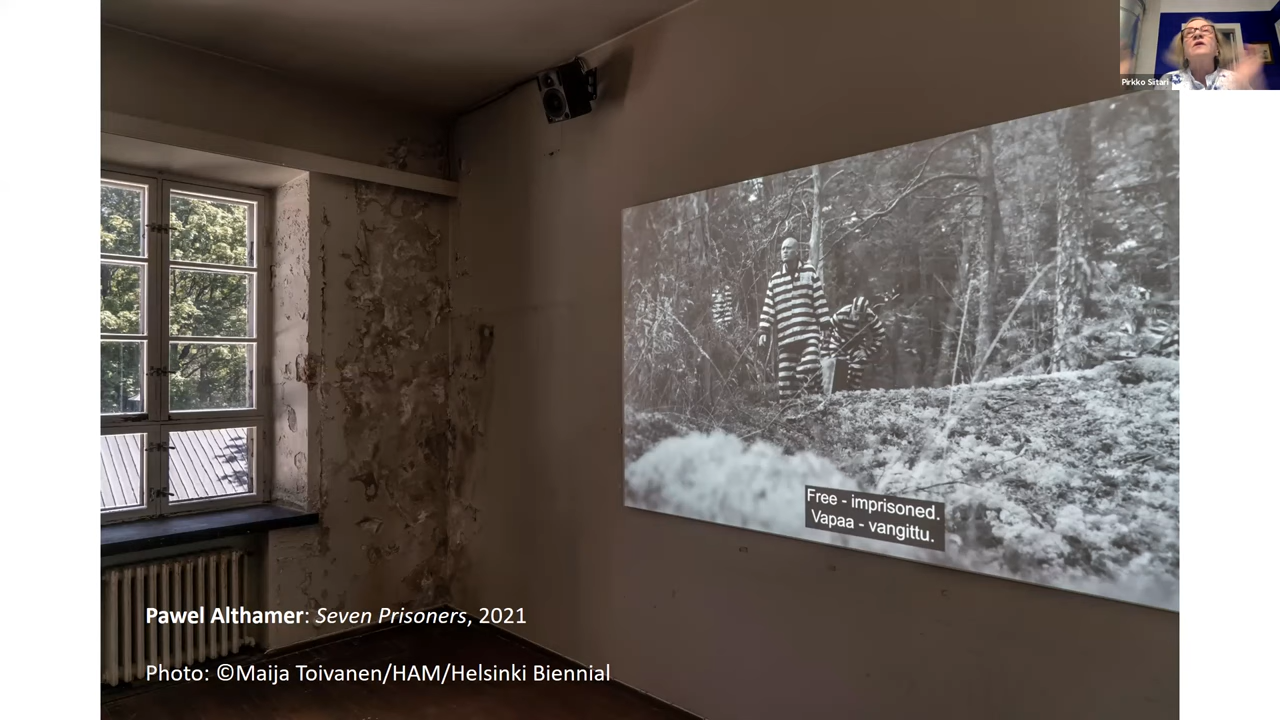 Pirkko Siitari
Free - imprisoned.
Vapaa - vangittu.
Pawel Althamer: Seven Prisoners, 2021
Photo: ©Maija Toivanen/HAM/Helsinki Biennial